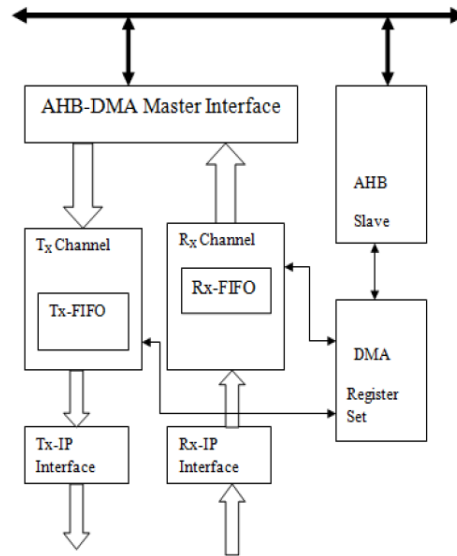 AHB-DMA Master Interface
AHB
Slave
Tx Channel
Tx-FIFO
Rx Channel
Rx-FIFO
DMA
Register
Set
Tx-IP
Interface
Rx-IP
Interface